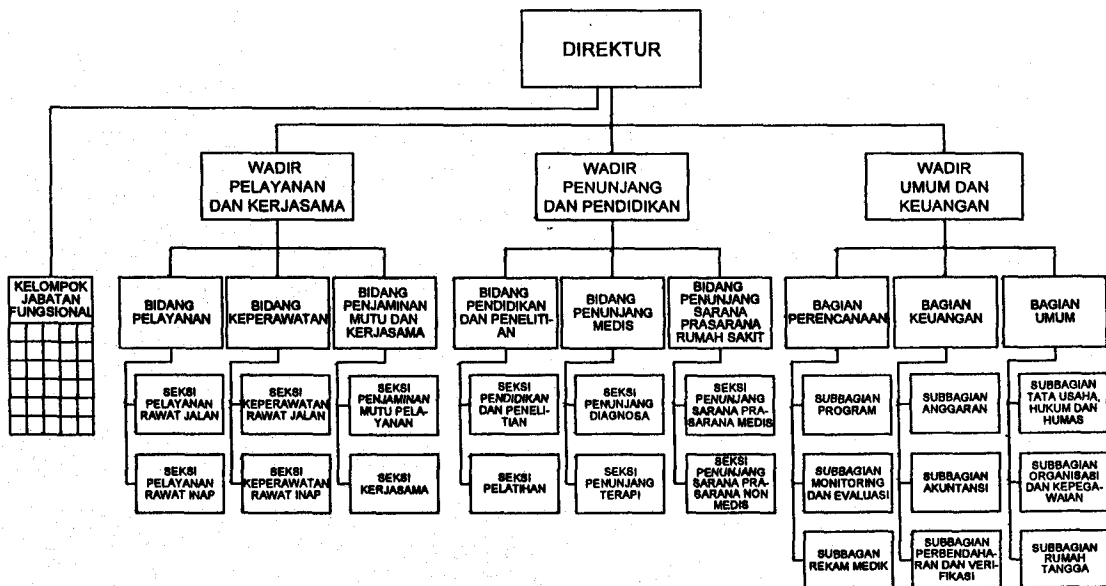 DIREKTUR
WADIR
PELAYANAN
DAN KERJASAMA
WADIR
PENUNJANG
DAN PENDIDIKAN
WADIR
UMUM DAN
KEUANGAN
KELOMPOK
JABATAN
FUNGSIONAL
BIDANG
PELAYANAN
BIDANG
KEPERAWATAN
BIDANG
PENJAMINAN
MUTU DAN
KERJASAMA
BIDANG
PENDIDIKAN
DAN PENELITI-
AN
BIDANG
PENUNJANG
MEDIS
BIDANG
PENUNJANG
SARANA
PRASARANA
RUMAH SAKIT
BAGIAN
PERENCANAAN
BAGIAN
KEUANGAN
BAGIAN
UMUM
SEKSI
PELAYANAN
RAWAT JALAN
SEKSI
KEPERAWATAN
RAWAT JALAN
SEKSI
PENJAMINAN
MUTU PELA-
YANAN
SEKSI
PENDIDIKAN
DAN PENELI-
TIAN
SEKSI
PENUNJANG
DIAGNOSA
SEKSI
PENUNJANG
SARANA PRA-
SARANA MEDIS
SUBBAGIAN
PROGRAM
SUBBAGIAN
ANGGARAN
SUBBAGIAN
TATA USAHA,
HUKUM DAN
HUMAS
SEKSI
PELAYANAN
RAWAT INAP
SEKSI
KEPERAWATAN
RAWAT INAP
SEKSI
KERJASAMA
SEKSI
PELATIHAN
SEKSI
PENUNJANG
TERAPI
SEKSI
PENUNJANG
SARANA PRA-
SARANA NON
MEDIS
SUBBAGIAN
MONITORING
DAN EVALUASI
SUBBAGIAN
AKUNTANSI
SUBBAGIAN
ORGANISASI
DAN KEPEGA-
WAIAN
SUBBAGAN
REKAM MEDIK
SUBBAGIAN
PERBENDAHA-
RAN DAN VERI-
FIKASI
SUBBAGIAN
RUMAH
TANGGA